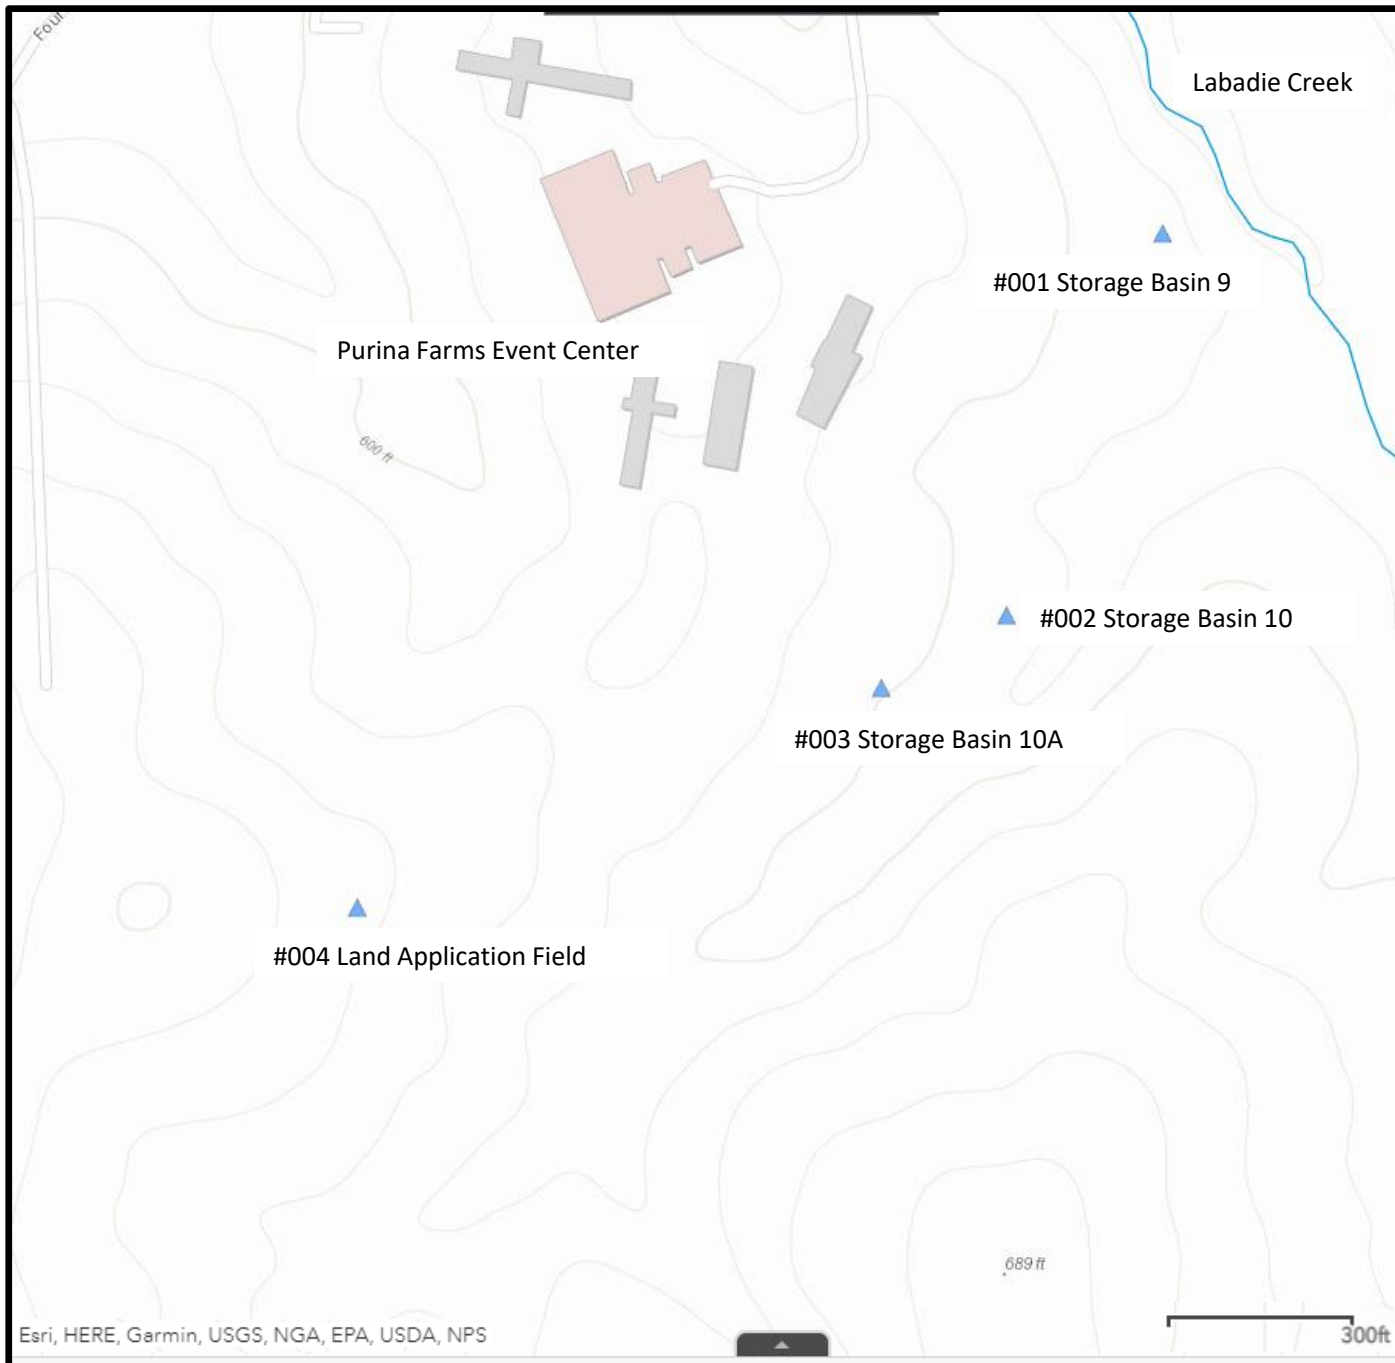 Labadie Creek
#001 Storage Basin 9
Purina Farms Event Center
600 ft
#002 Storage Basin 10
#003 Storage Basin 10A
#004 Land Application Field
689 ft
Esri, HERE, Garmin, USGS, NGA, EPA, USDA, NPS
300ft